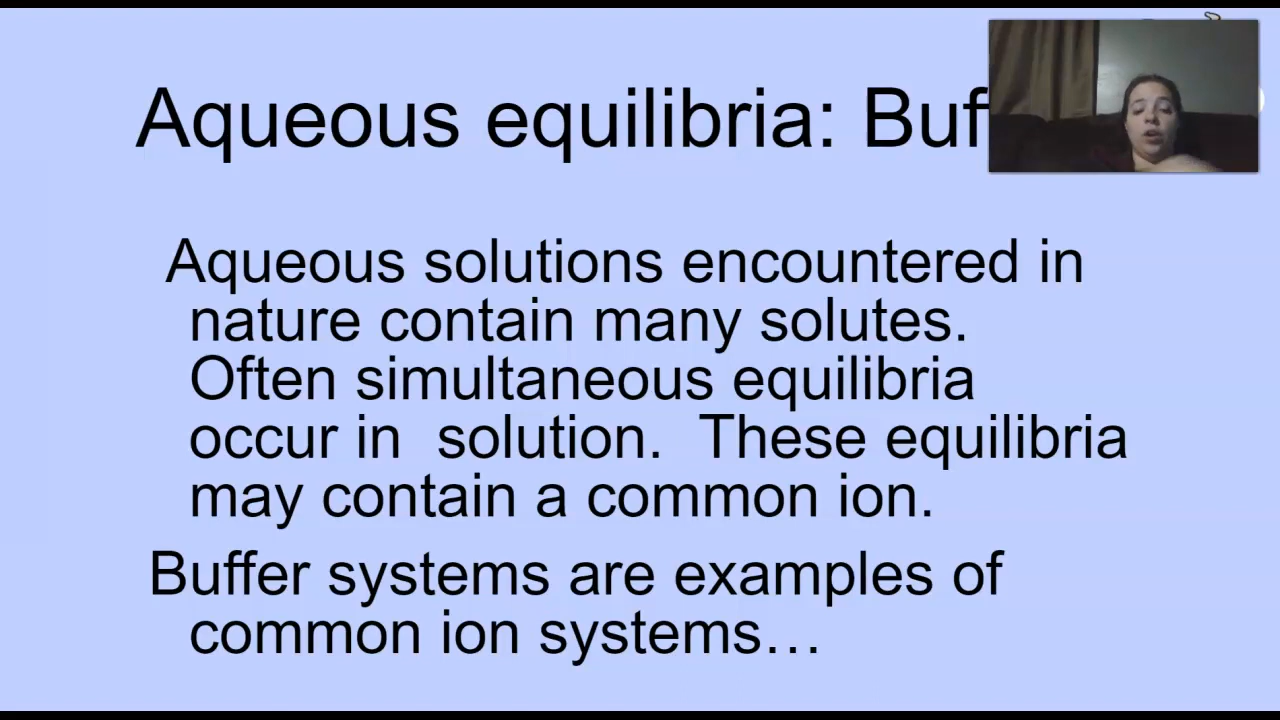 Aqueous equilibria: Buf
Aqueous solutions encountered in
nature contain many solutes.
Often simultaneous equilibria
occur in solution. These equilibria
may contain a common ion.
Buffer systems are examples of
common ion systems…